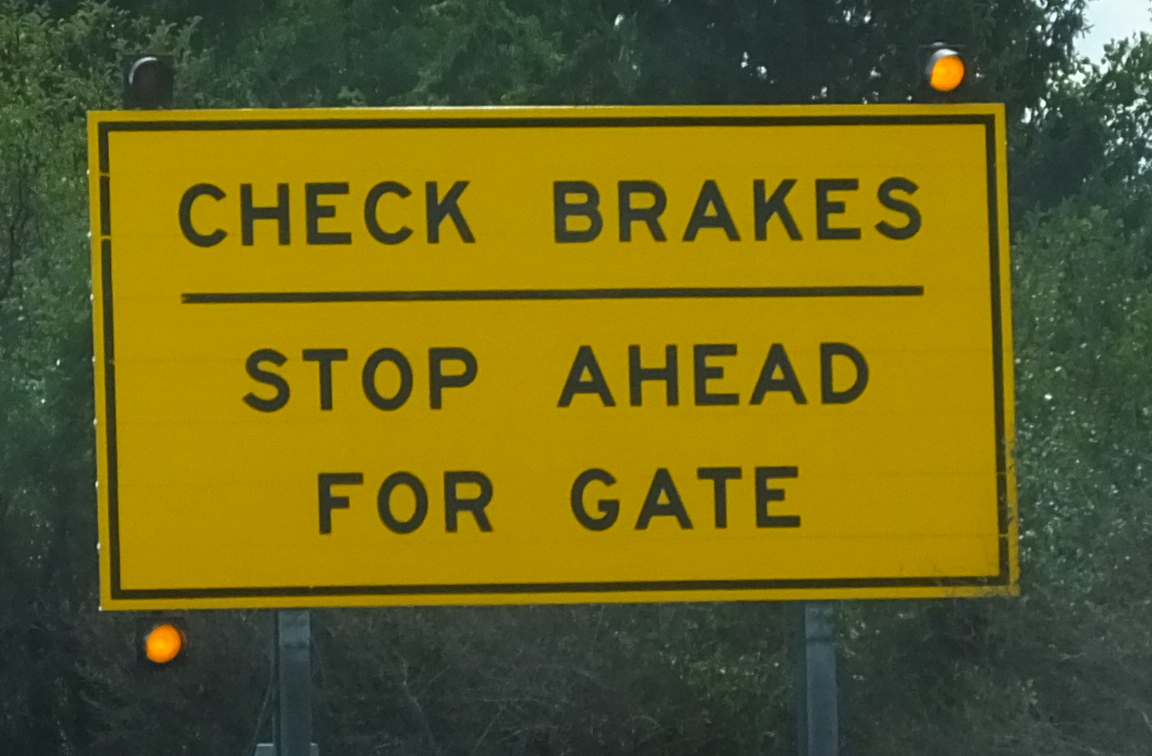 CHECK BRAKES
STOP AHEAD
FOR GATE